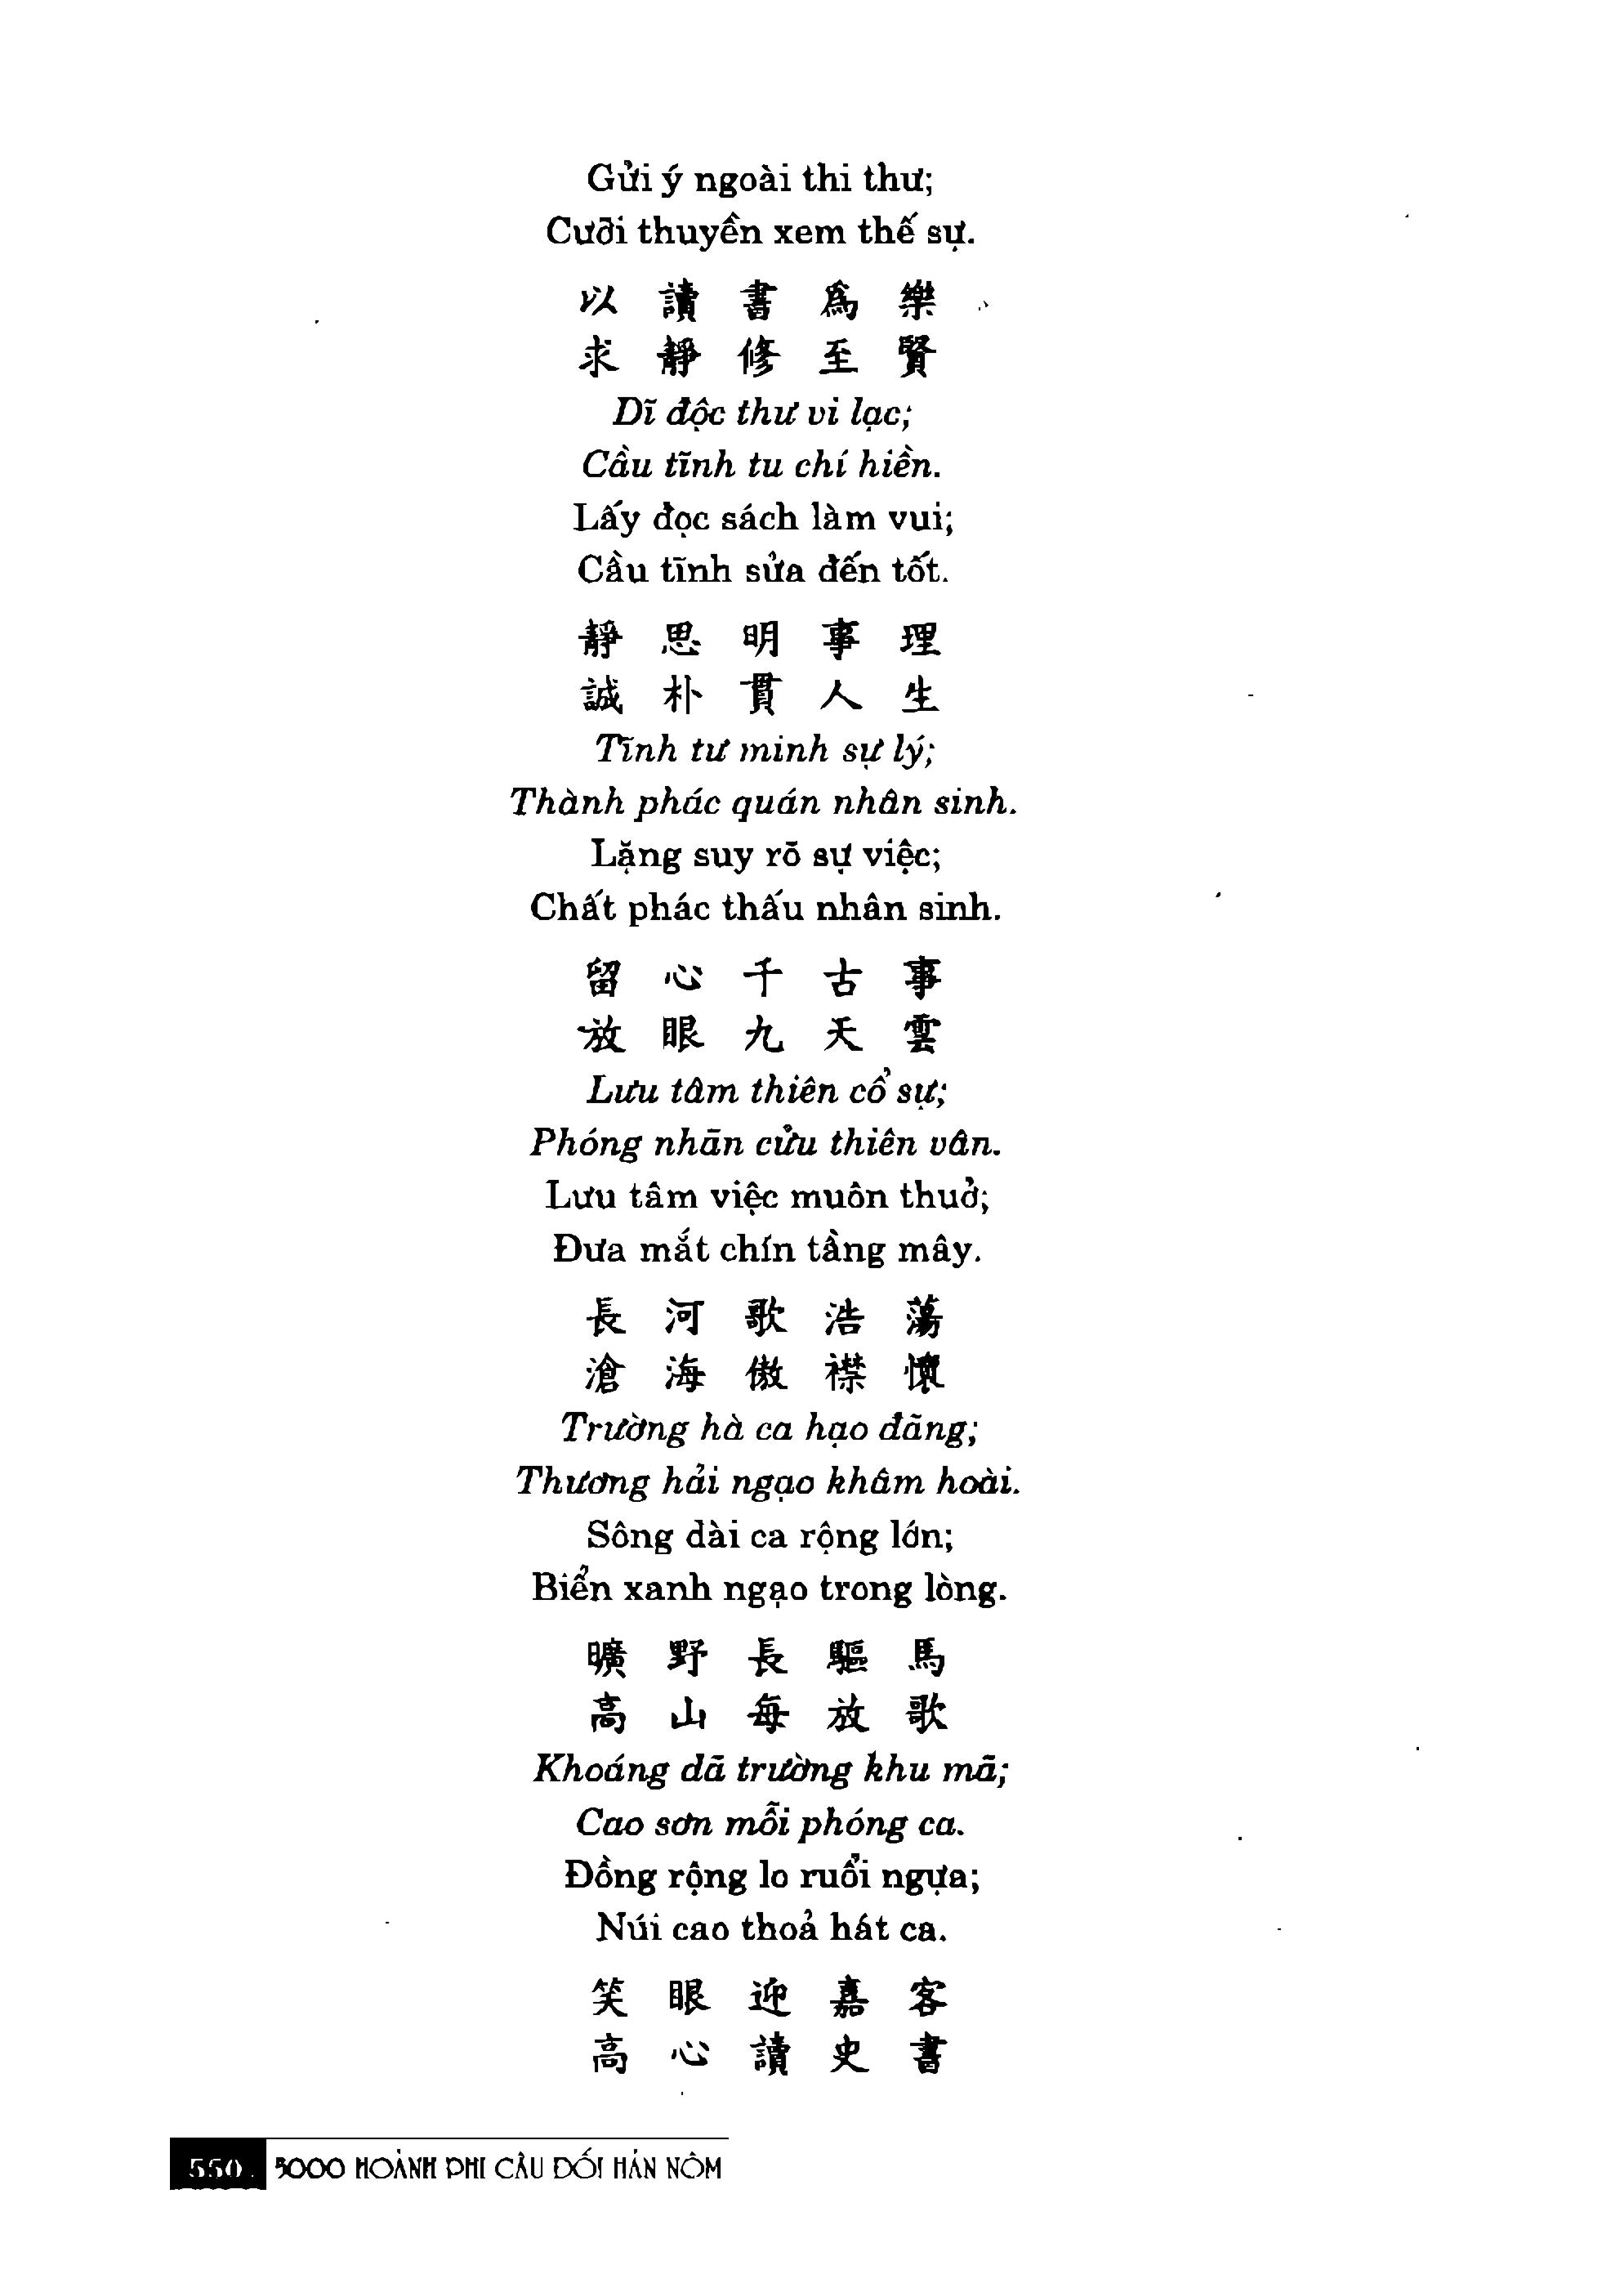 Gửi ý ngoài thi thư;
Cưỡi thuyền xem thế sự.
以 讀 書 爲 樂
求 靜 修 至 賢
Dĩ độc thư vi lạc;
Cầu tĩnh tu chí hiền.
Lấy đọc sách làm vui;
Cầu tĩnh sửa đến tốt.
靜 思 明 事 理
誠 朴 貫 人 生
Tĩnh tư minh sự lý;
Thành phác quán nhân sinh.
Lặng suy rõ sự việc;
Chất phác thấu nhân sinh.
留 心 千 古 事
放 眼 九 天 雲
Lưu tâm thiên cổ sự;
Phóng nhãn cửu thiên vân.
Lưu tâm việc muôn thuở;
Đưa mắt chín tầng mây.
長 河 歌 浩 蕩
滄 海 傲 襟 懷
Trường hà ca hạo đãng;
Thương hải ngạo khâm hoài.
Sông dài ca rộng lớn;
Biển xanh ngạo trong lòng.
曠 野 長 驅 馬
高 山 每 放 歌
Khoáng dã trường khu mã;
Cao sơn mỗi phóng ca.
Đồng rộng lo ruổi ngựa;
Núi cao thoả hát ca.
笑 眼 迎 嘉 客
高 心 讀 史 書
550 5000 HOÀNH PHI CÂU ĐỐI HÁN NÔM